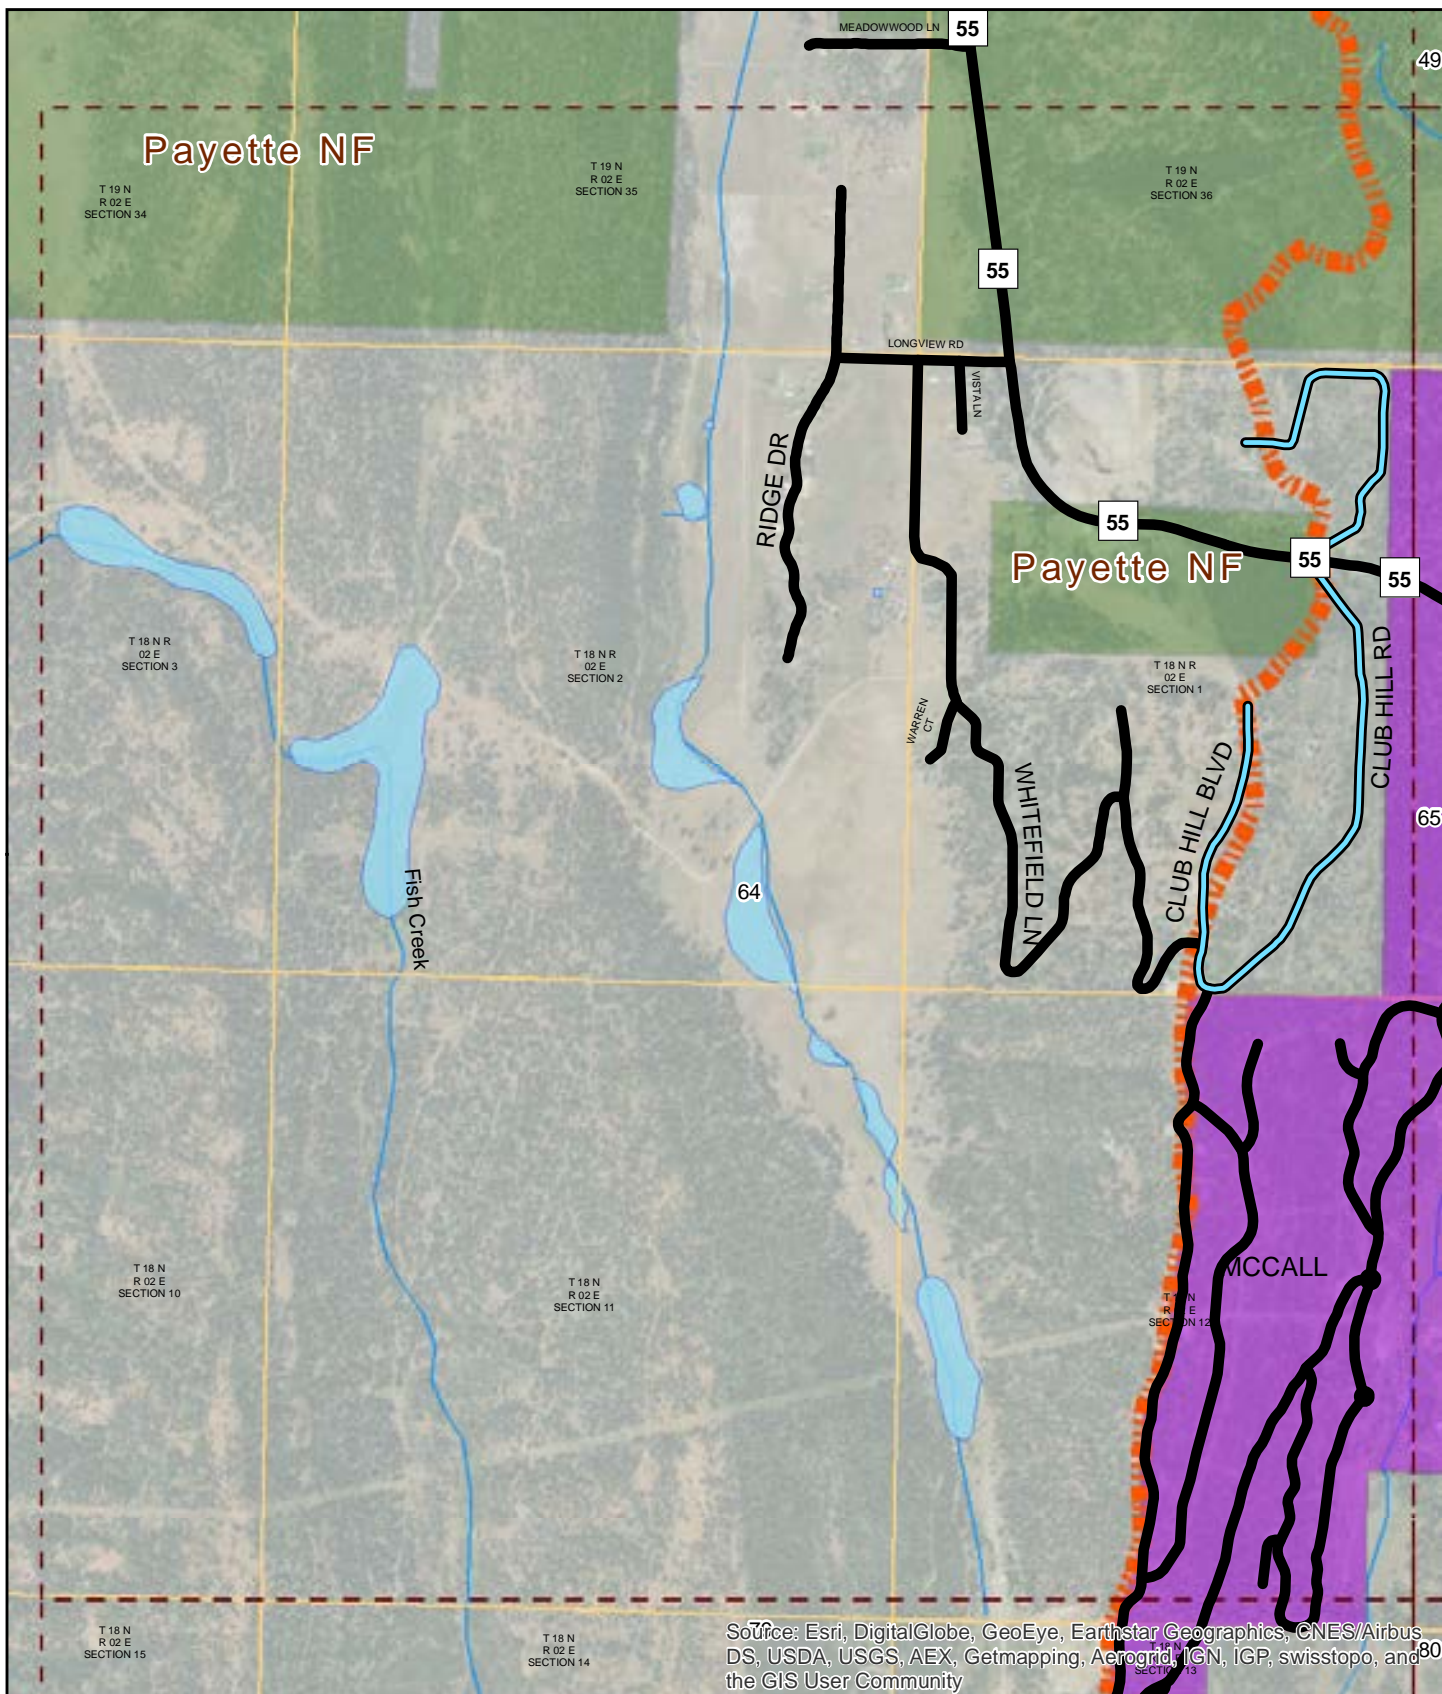 MEADOWWOOD LN
55
49
Payette NF
T 19 N
R 02 E
SECTION 34
T 19 N
R 02 E
SECTION 35
T 19 N
R 02 E
SECTION 36
55
LONGVIEW RD
VISTA LN
RIDGE DR
55
55
55
Payette NF
T 18 N R
02 E
SECTION 3
T 18 N R
02 E
SECTION 2
T 18 N R
02 E
SECTION 1
CLUB HILL RD
WARREN
CT
WHITEFIELD LN
CLUB HILL BLVD
65
64
Fish Creek
MCCALL
T 18 N
R 02 E
SECTION 10
T 18 N
R 02 E
SECTION 11
SECTION 12
T 18 N
R 02 E
SECTION 15
T 18 N
R 02 E
SECTION 14
T 18 N
80
Source: Esri, DigitalGlobe, GeoEye, Earthstar Geographics, CNES/Airbus
DS, USDA, USGS, AEX, Getmapping, Aerogrid, IGN, IGP, swisstopo, and
the GIS User Community